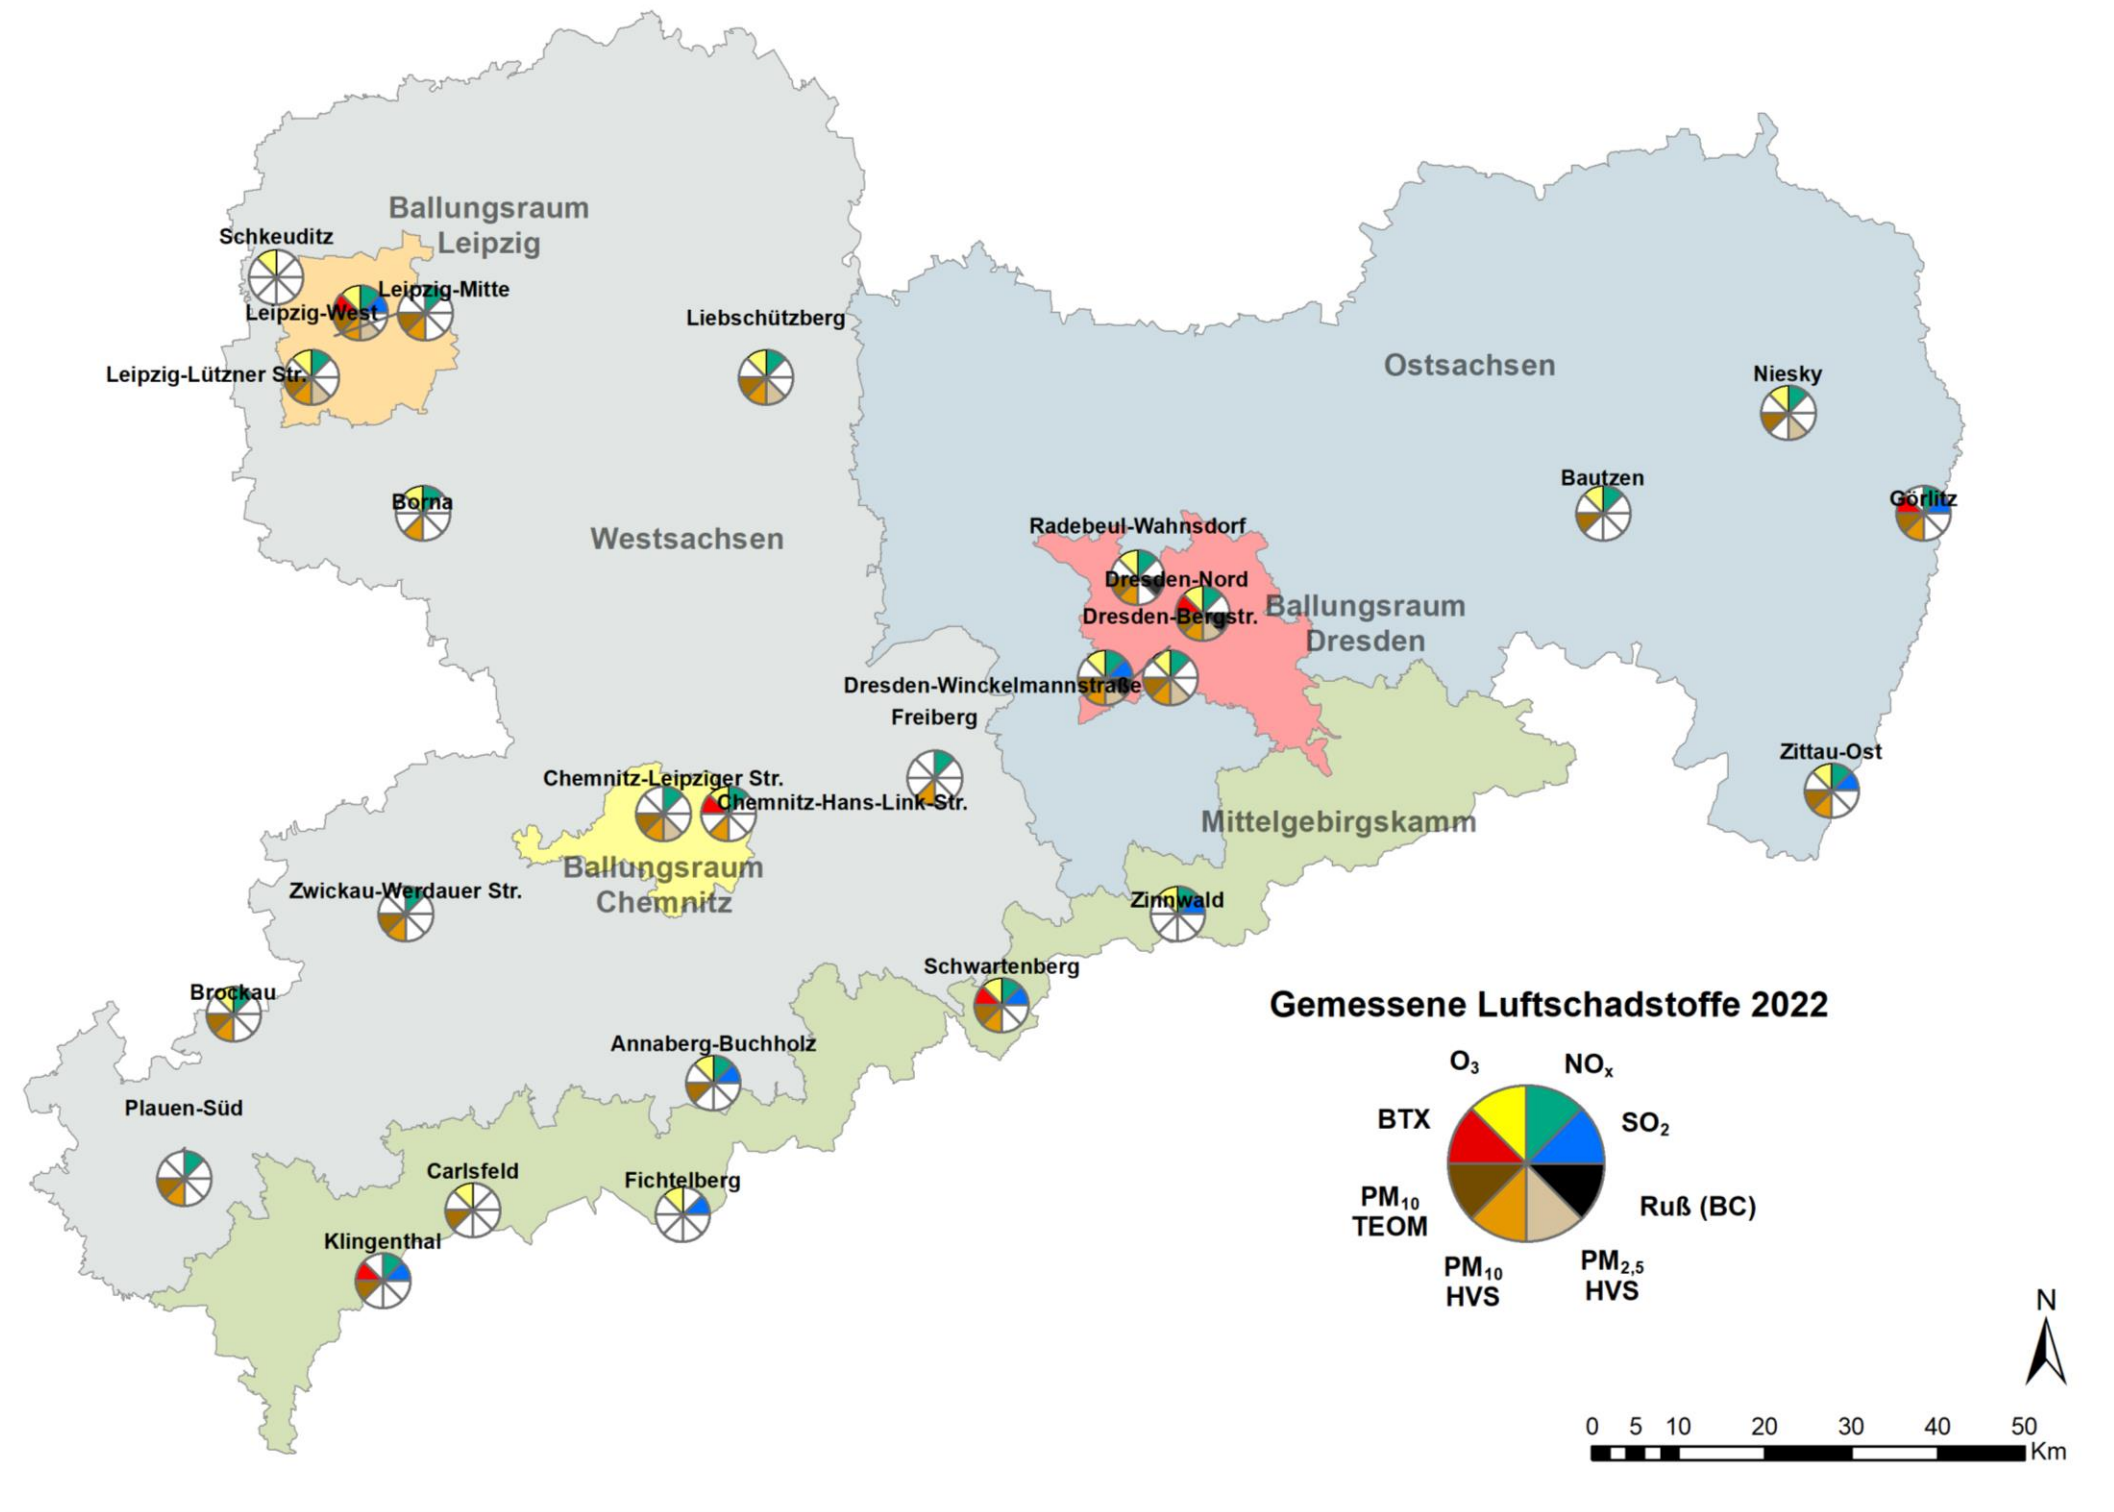 Ballungsraum
Leipzig
Schkeuditz
Leipzig-Mitte
Leipzig-West
Liebschützberg
Leipzig-Lützner Str.
Ostsachsen
Niesky
Bautzen
Borna
Görlitz
Westsachsen
Radebeul-Wahnsdorf
Dresden-Nord
Ballungsraum
Dresden
Dresden-Bergstr.
Dresden-Winckelmannstraße
Freiberg
Zittau-Ost
Chemnitz-Leipziger Str.
Chemnitz-Hans-Link-Str.
Mittelgebirgskamm
Ballungsraum
Chemnitz
Zwickau-Werdauer Str.
Zinnwald
Schwartenberg
Brockau
Annaberg-Buchholz
Plauen-Süd
Carlsfeld
Fichtelberg
Klingenthal
Gemessene Luftschadstoffe 2022
O₃
NOₓ
BTX
SO₂
PM₁₀
TEOM
Ruß (BC)
PM₁₀
HVS
PM₂,₅
HVS
N
0 5 10 20 30 40 50
Km